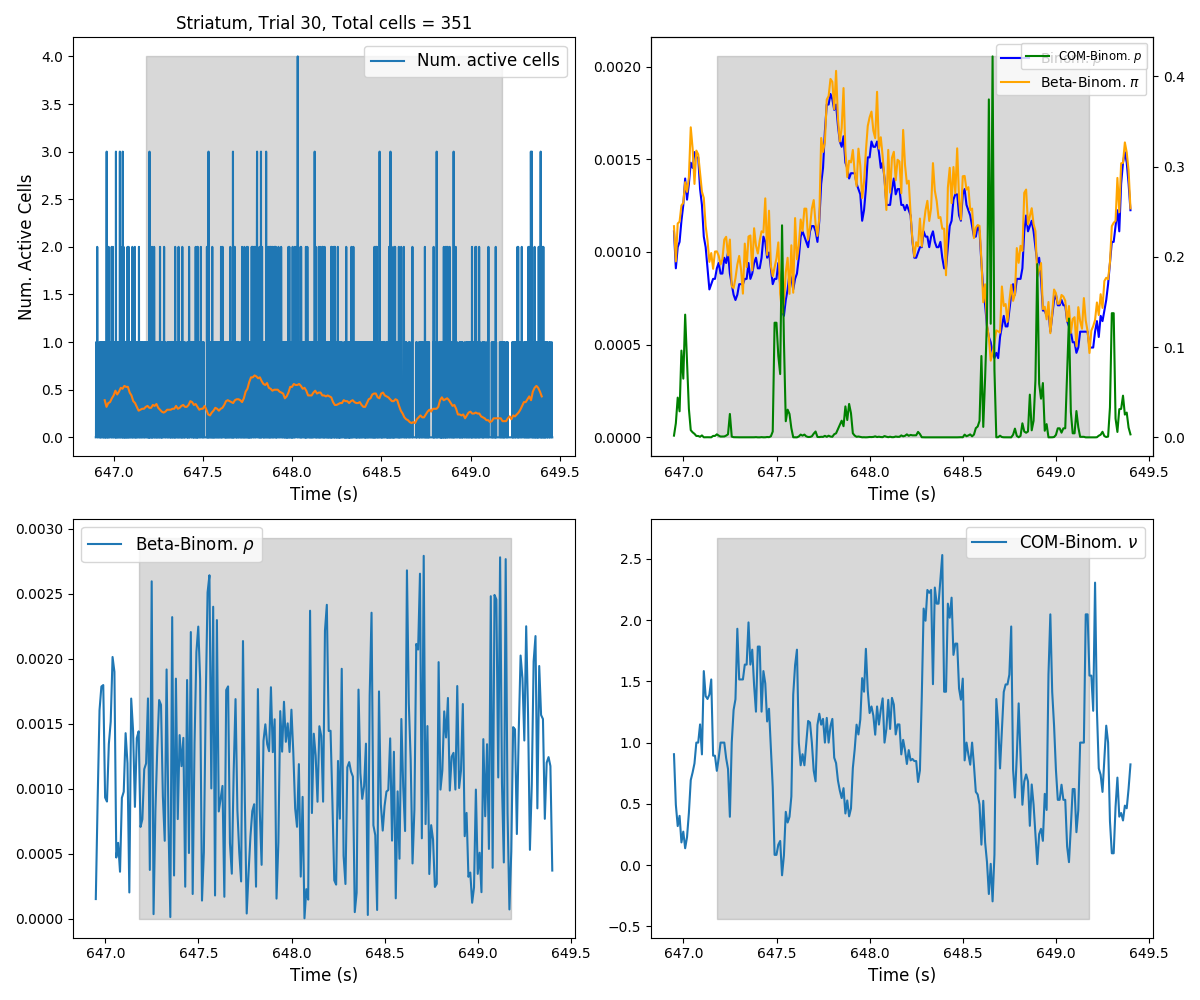 Striatum, Trial 30, Total cells = 351
Num. active cells
Num. Active Cells
4.0
3.5
3.0
2.5
2.0
1.5
1.0
0.5
0.0
647.0 647.5 648.0 648.5 649.0 649.5
Time (s)
COM-Binom. p
Beta-Binom. π
0.0020
0.0015
0.0010
0.0005
0.0000
0.4
0.3
0.2
0.1
0.0
647.0 647.5 648.0 648.5 649.0 649.5
Time (s)
Beta-Binom. ρ
0.0030
0.0025
0.0020
0.0015
0.0010
0.0005
0.0000
647.0 647.5 648.0 648.5 649.0 649.5
Time (s)
COM-Binom. ν
2.5
2.0
1.5
1.0
0.5
0.0
−0.5
647.0 647.5 648.0 648.5 649.0 649.5
Time (s)